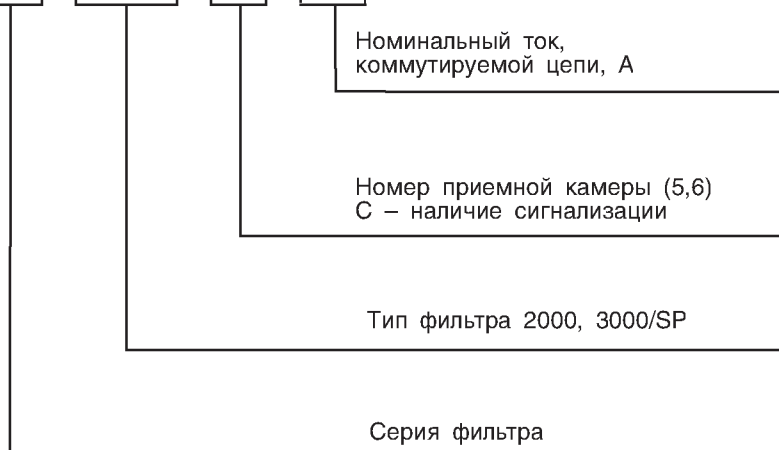 Номинальный ток,
коммутируемой цепи, А
Номер приемной камеры (5,6)
С – наличие сигнализации
Тип фильтра 2000, 3000/SP
Серия фильтра